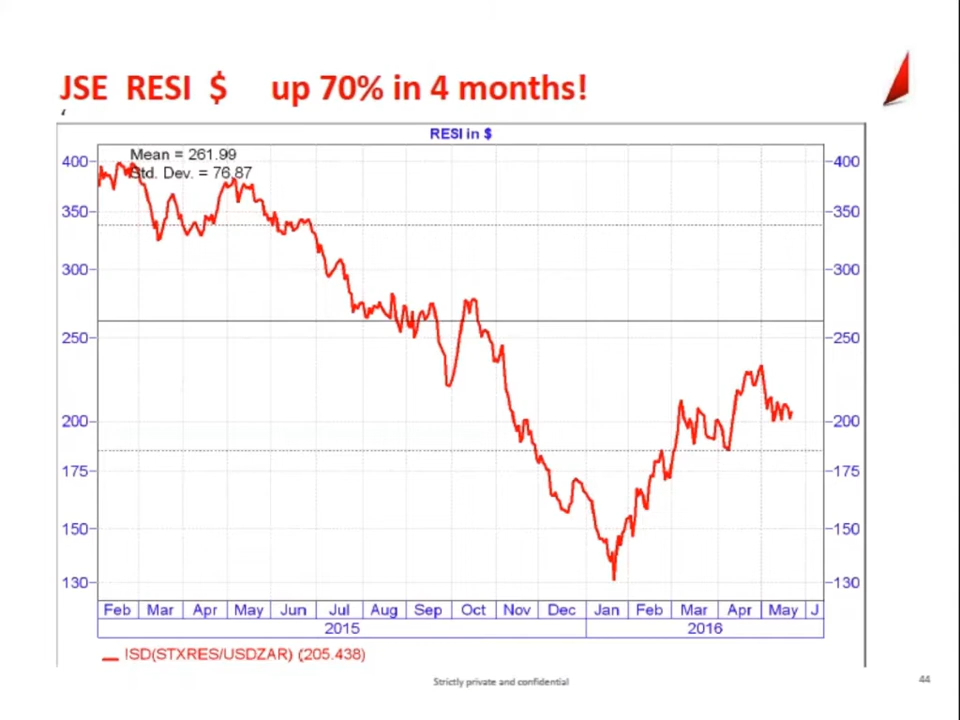 JSE RESI $ up 70% in 4 months!
RESI in $
Mean = 261.99
Std. Dev. = 76.87
400 400
350 350
300 300
250 250
200 200
175 175
150 150
130 130
Feb Mar Apr May Jun Jul Aug Sep Oct Nov Dec Jan Feb Mar Apr May J
2015 2016
ISD(STXRES/USDZAR) (205.438)
Strictly private and confidential
44